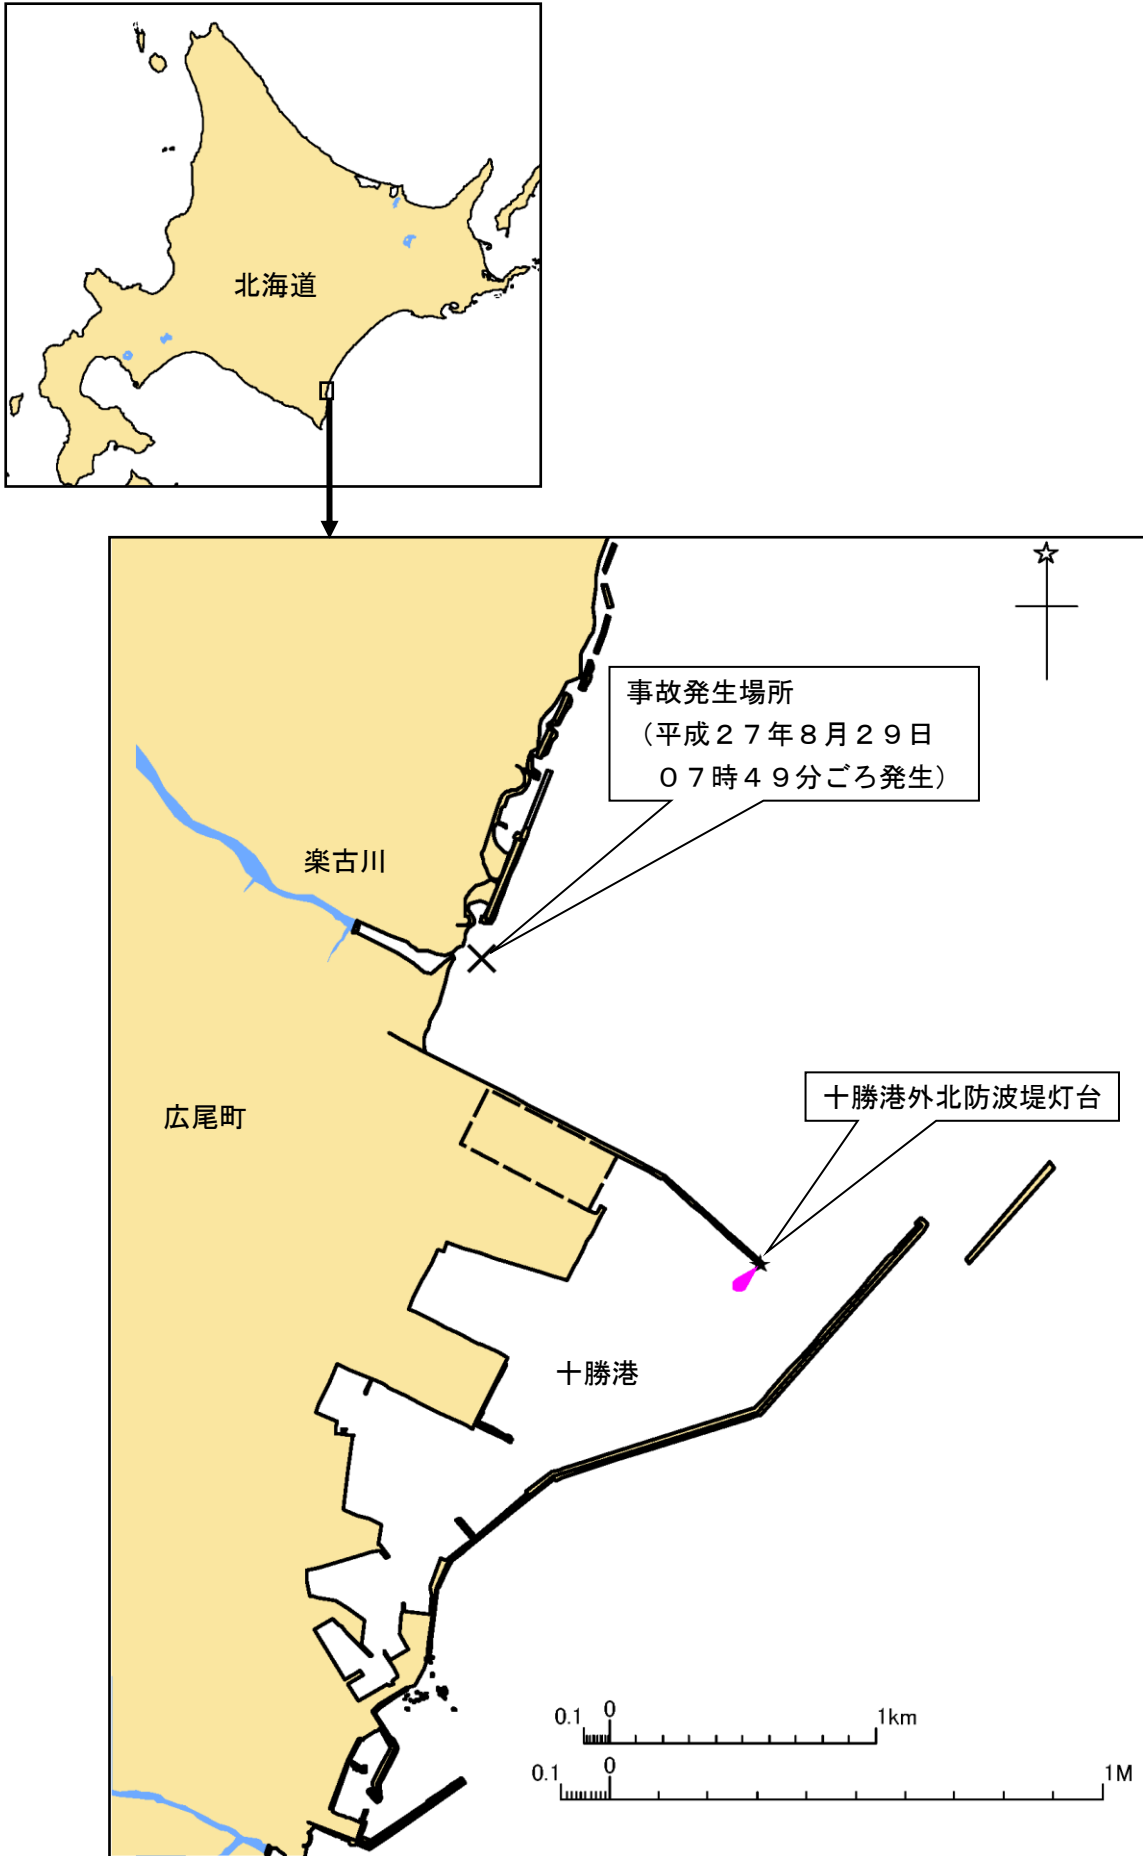 北海道
事故発生場所
（平成２７年８月２９日
０７時４９分ごろ発生）
楽古川
十勝港外北防波堤灯台
広尾町
十勝港
0.1 0 1km
0.1 0 1M